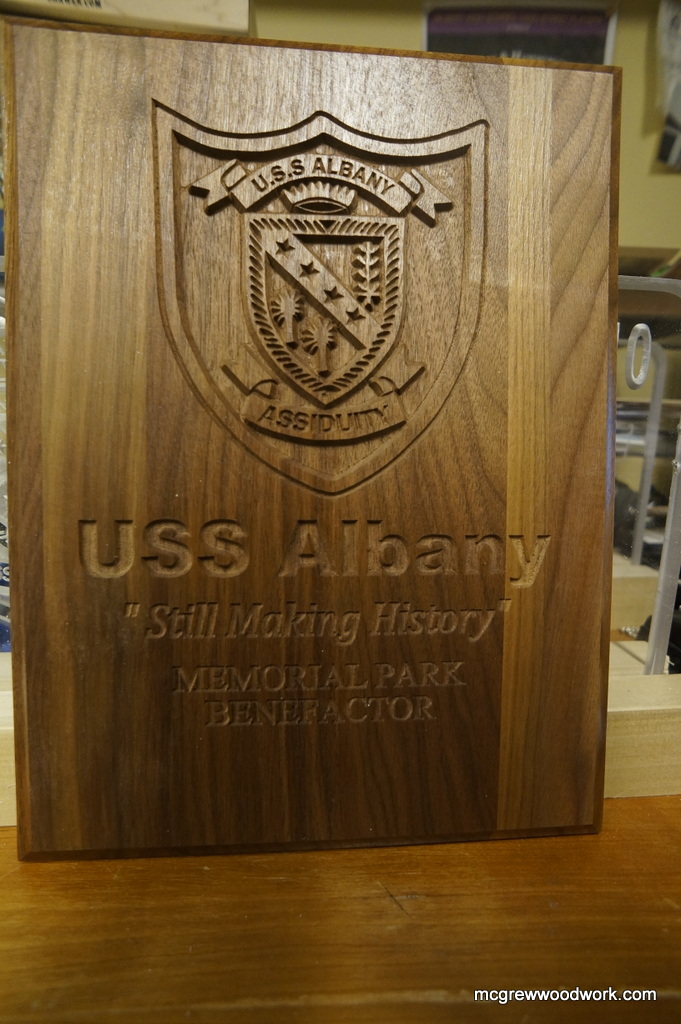 U.S.S ALBANY
ASSIDUITY
USS Albany
"Still Making History"
MEMORIAL PARK
BENEFACTOR
mcgrewwoodwork.com